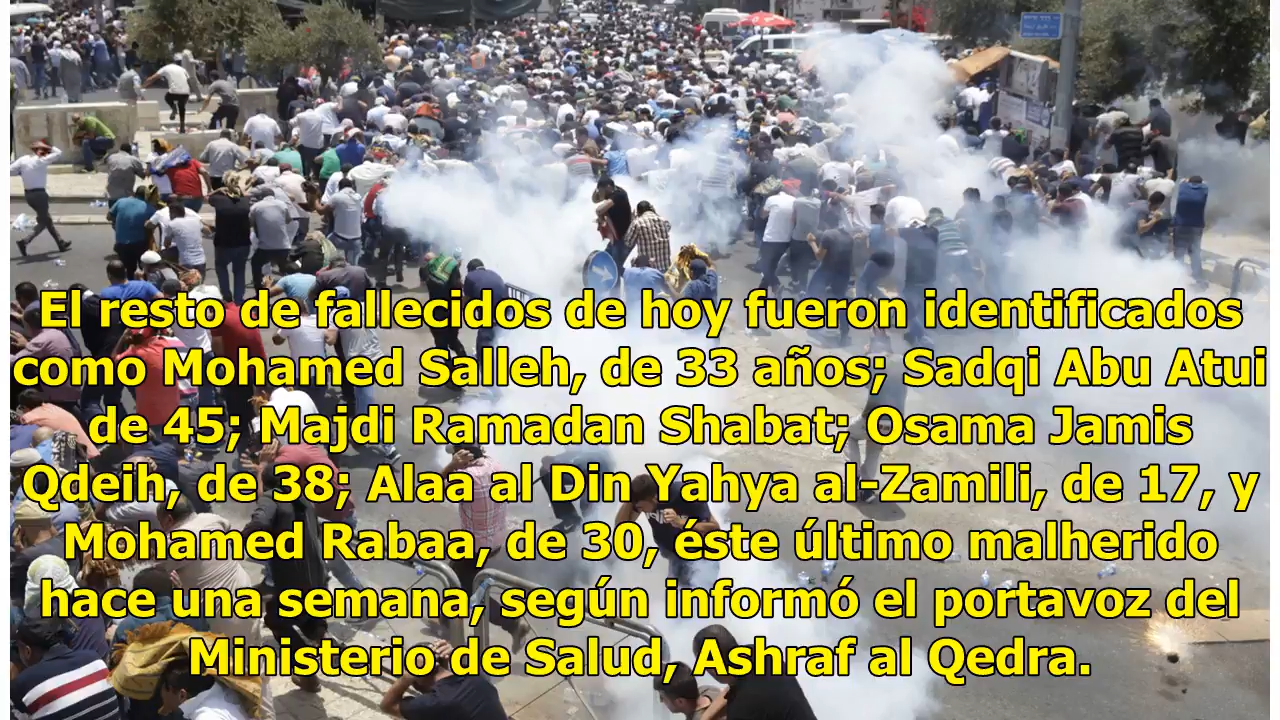 El resto de fallecidos de hoy fueron identificados
como Mohamed Salleh, de 33 años; Sadqi Abu Atui
de 45; Majdi Ramadan Shabat; Osama Jamis
Qdeih, de 38; Alaa al Din Yahya al-Zamili, de 17, y
Mohamed Rabaa, de 30, éste último malherido
hace una semana, según informó el portavoz del
Ministerio de Salud, Ashraf al Qedra.